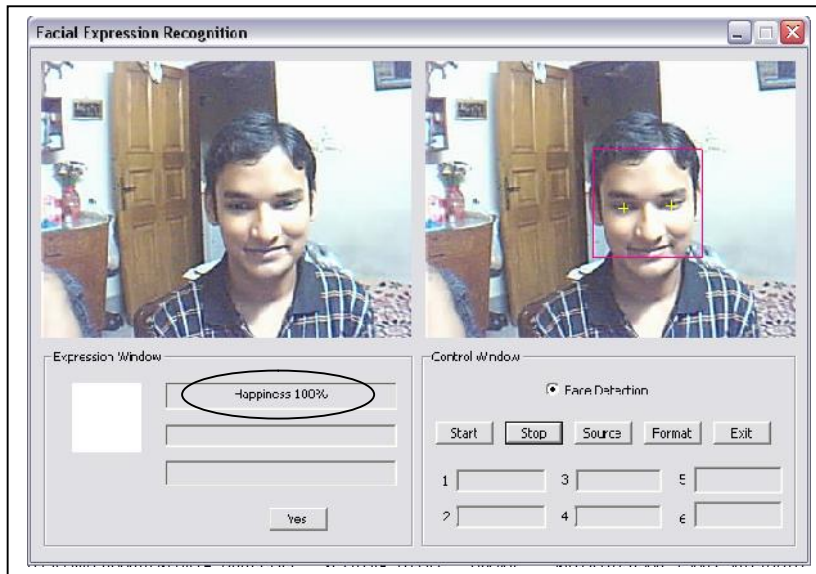 Facial Expression Recognition
Expression Window
Happiness 100%
Yes
Control Window
Face Detection
Start Stop Source Format Exit
1 3 5
2 4 6